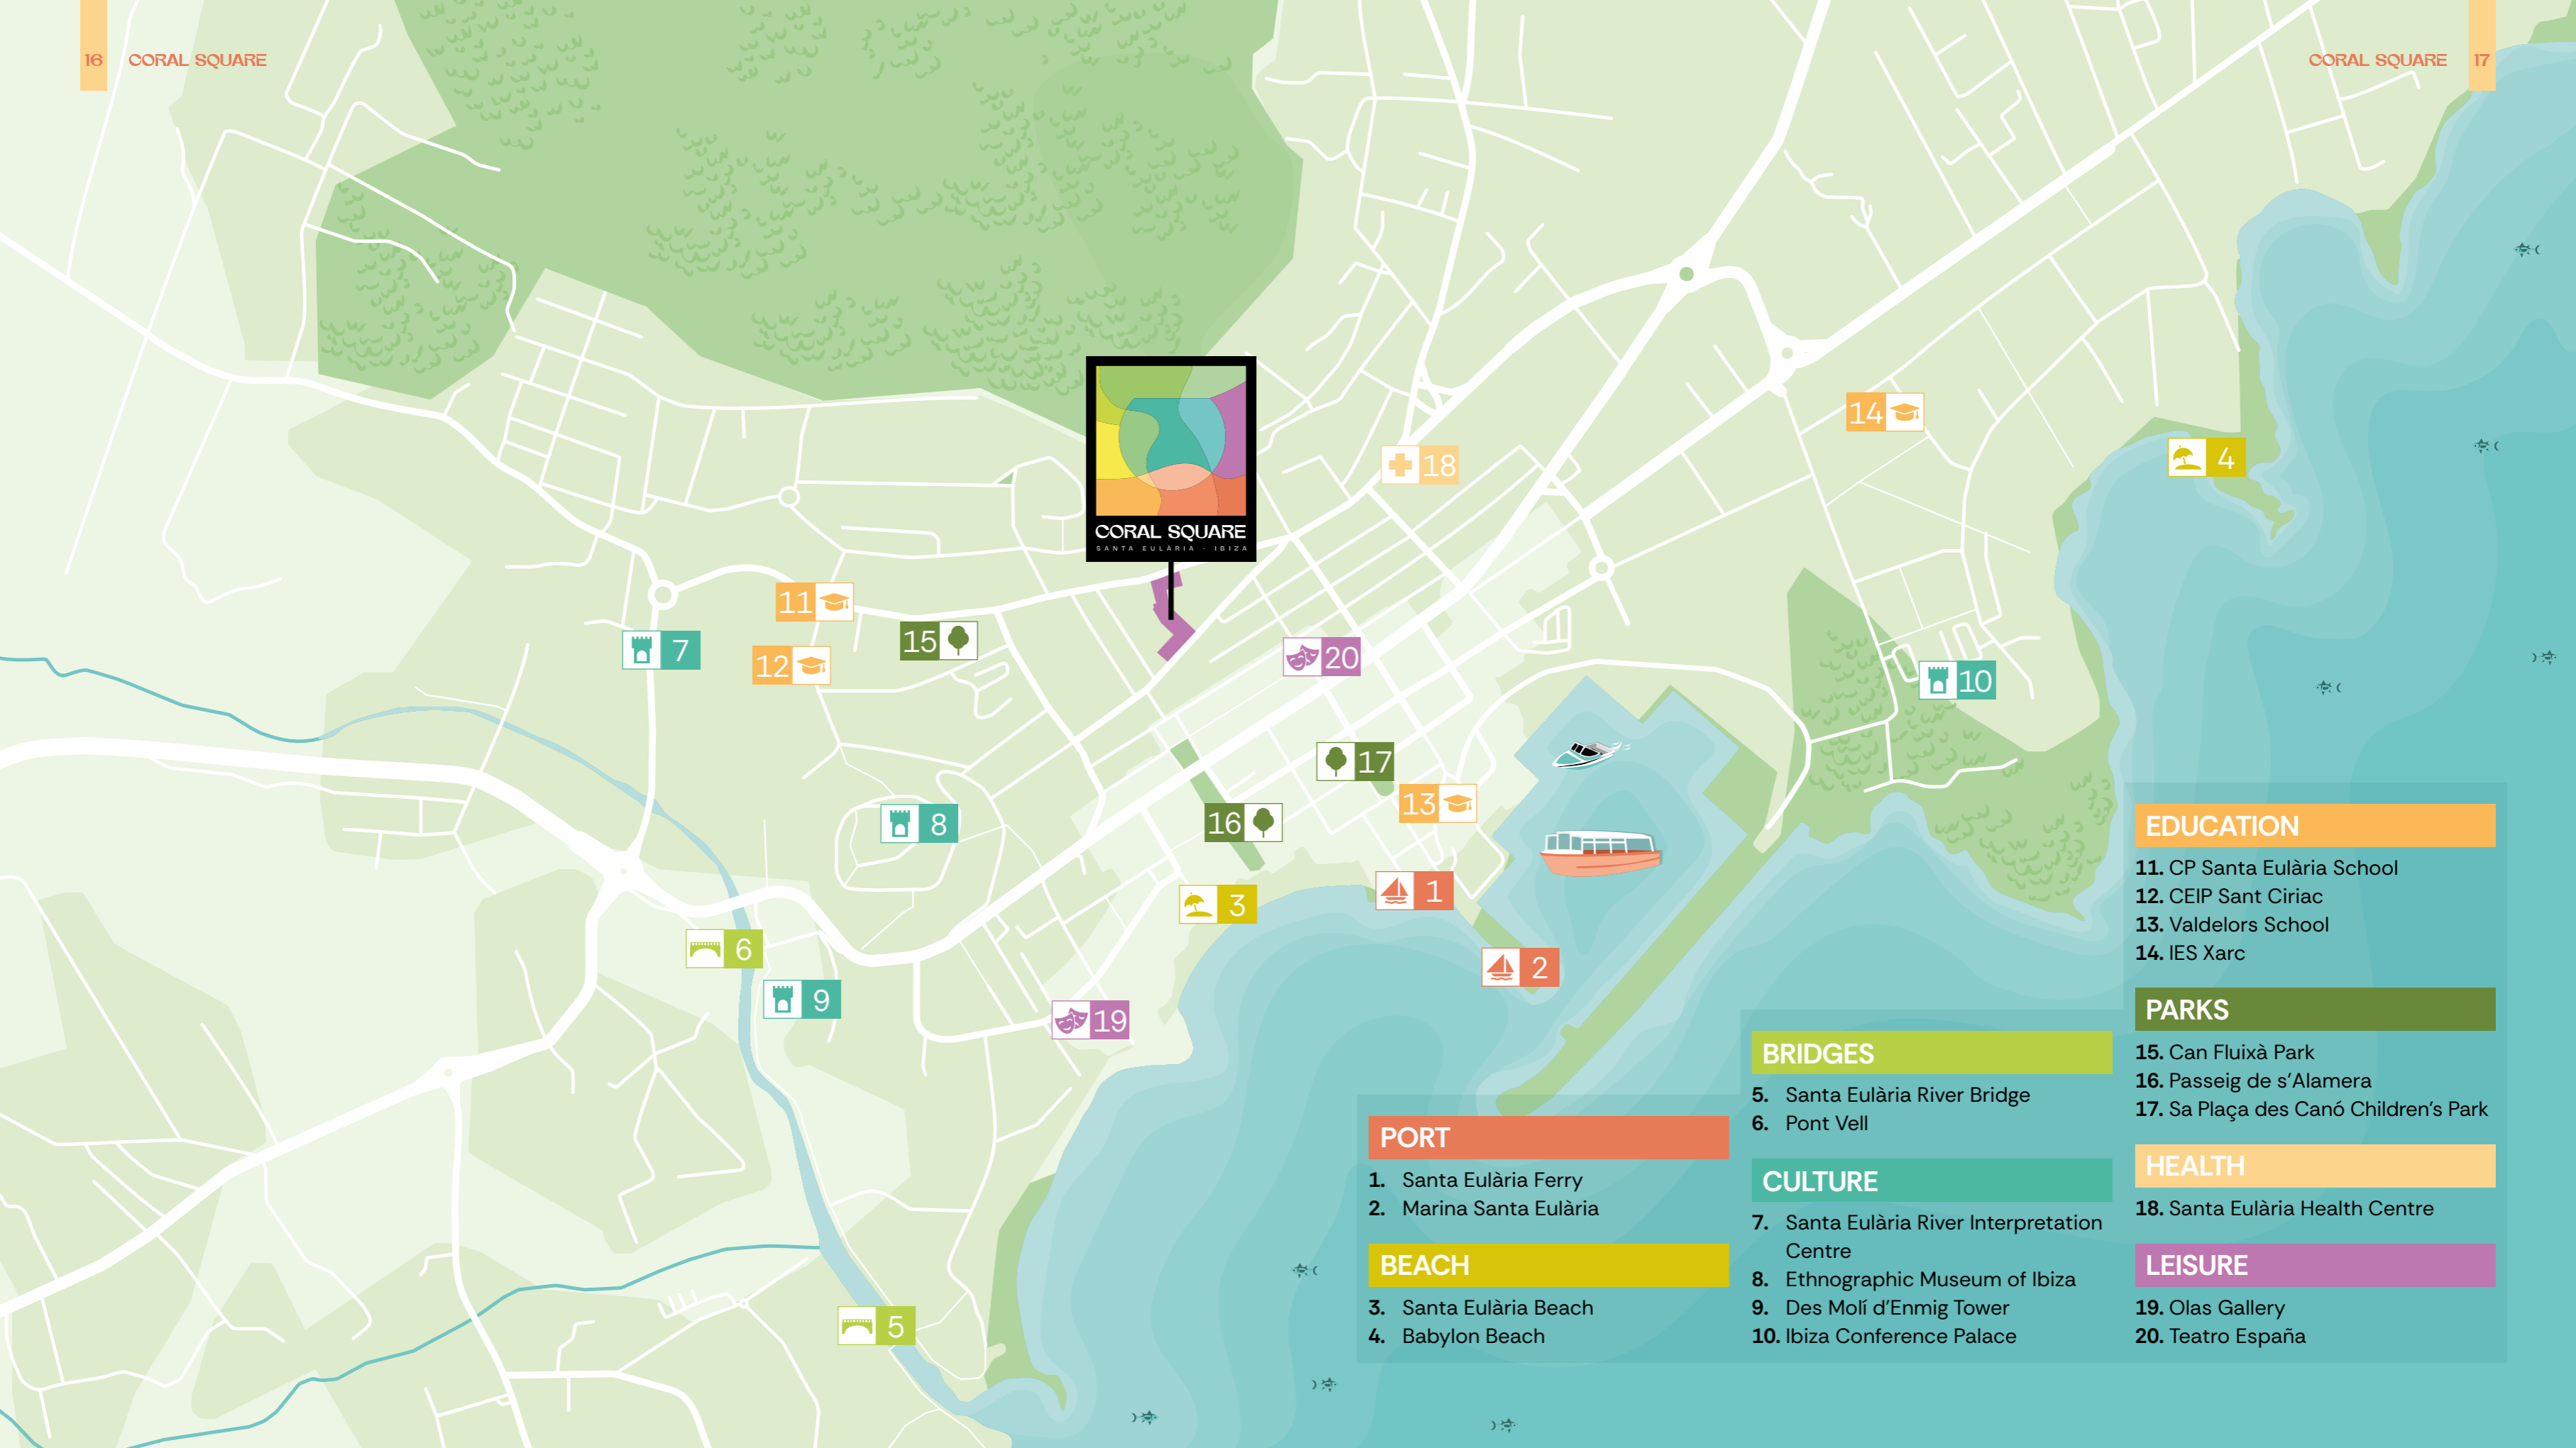 16 CORAL SQUARE
CORAL SQUARE 17
14
4
18
CORAL SQUARE
SANTA EULÀRIA · IBIZA
11
15
7
12
20
10
17
13
16
8
1
3
6
2
9
19
5
PORT
1. Santa Eulària Ferry
2. Marina Santa Eulària
BEACH
3. Santa Eulària Beach
4. Babylon Beach
BRIDGES
5. Santa Eulària River Bridge
6. Pont Vell
CULTURE
7. Santa Eulària River Interpretation
Centre
8. Ethnographic Museum of Ibiza
9. Des Molí d’Enmig Tower
10. Ibiza Conference Palace
EDUCATION
11. CP Santa Eulària School
12. CEIP Sant Ciriac
13. Valdelors School
14. IES Xarc
PARKS
15. Can Fluixà Park
16. Passeig de s’Alamera
17. Sa Plaça des Canó Children’s Park
HEALTH
18. Santa Eulària Health Centre
LEISURE
19. Olas Gallery
20. Teatro España